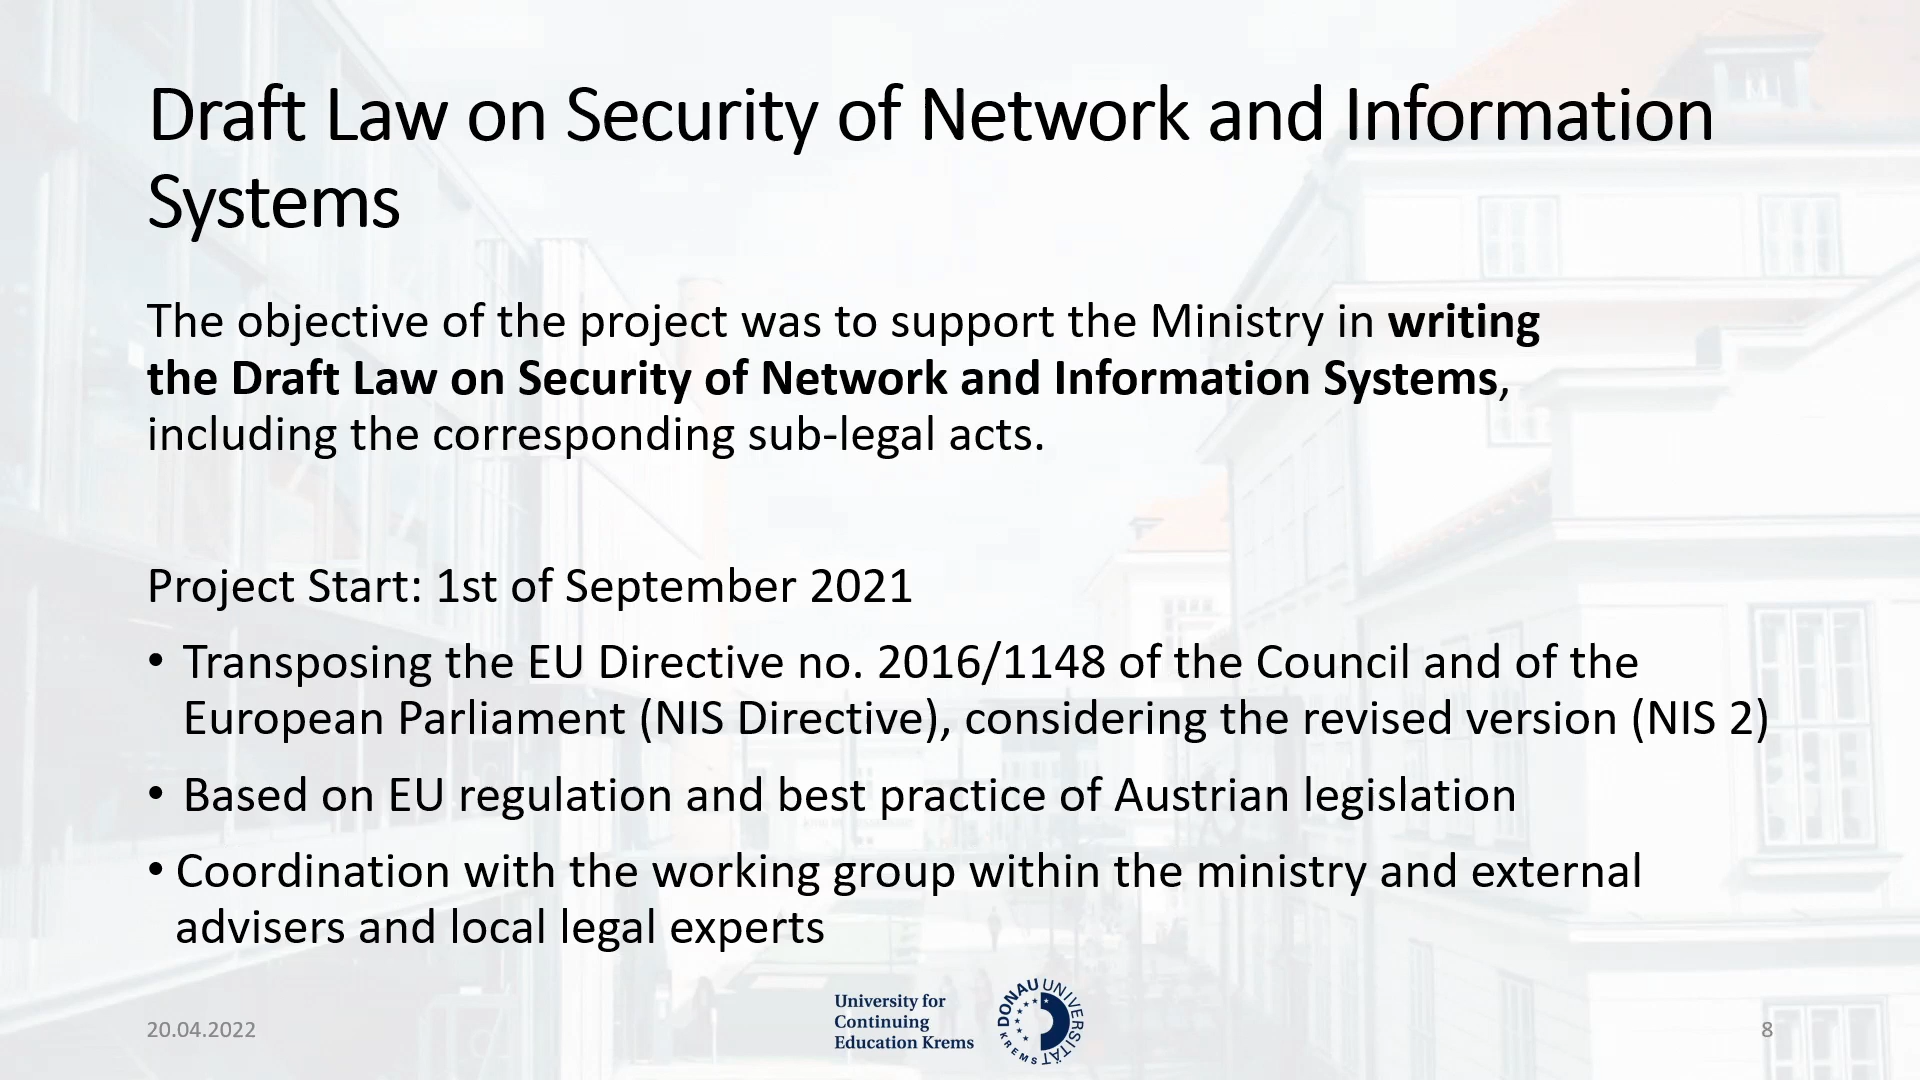 Draft Law on Security of Network and Information
Systems
The objective of the project was to support the Ministry in writing
the Draft Law on Security of Network and Information Systems,
including the corresponding sub-legal acts.
Project Start: 1st of September 2021
• Transposing the EU Directive no. 2016/1148 of the Council and of the
European Parliament (NIS Directive), considering the revised version (NIS 2)
• Based on EU regulation and best practice of Austrian legislation
• Coordination with the working group within the ministry and external
advisers and local legal experts
20.04.2022
University for
Continuing
Education Krems
DONAU UNIVERSITÄT
KREMS
8